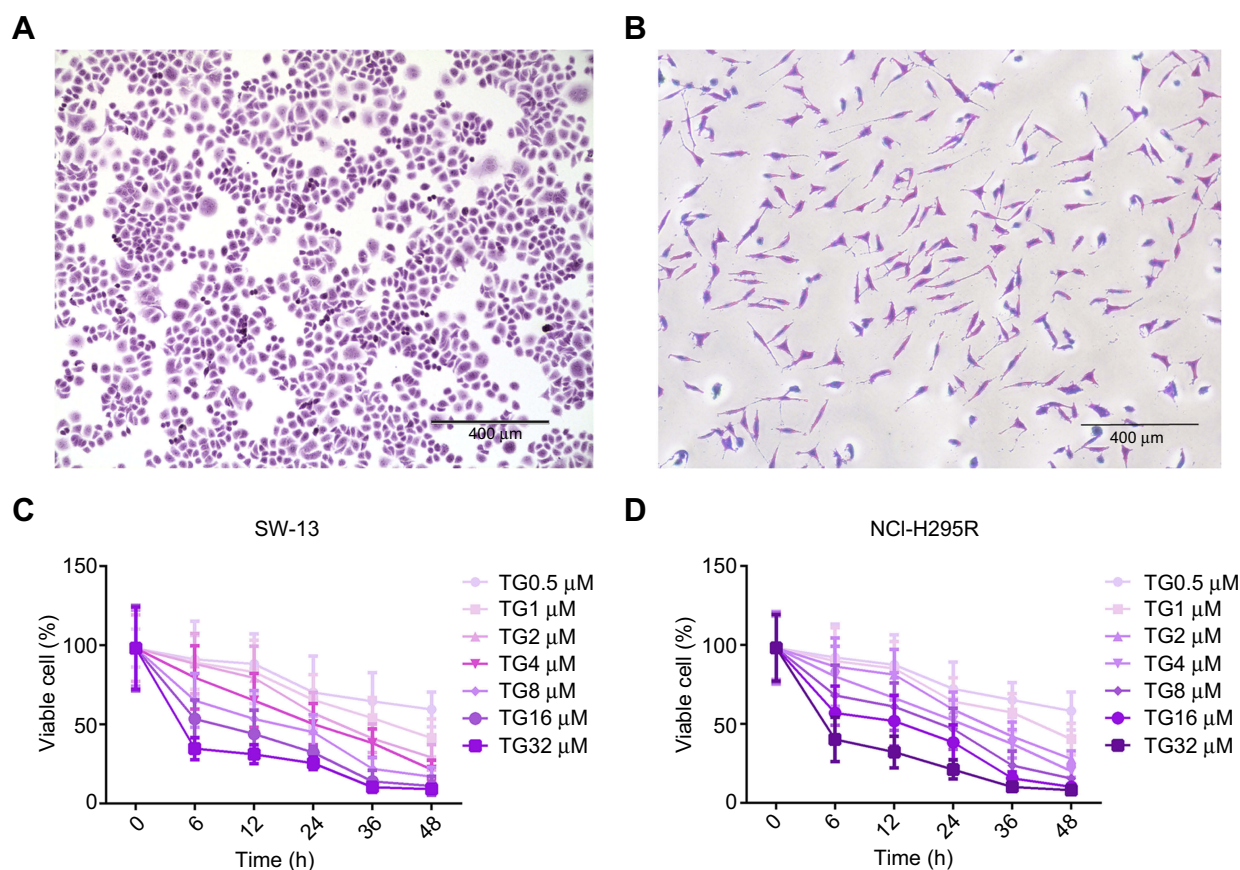 A
B
400 μm
400 μm
C
SW-13
Viable cell (%)
150
100
50
0
0
6
12
24
36
48
Time (h)
TG0.5 μM
TG1 μM
TG2 μM
TG4 μM
TG8 μM
TG16 μM
TG32 μM
D
NCI-H295R
Viable cell (%)
150
100
50
0
0
6
12
24
36
48
Time (h)
TG0.5 μM
TG1 μM
TG2 μM
TG4 μM
TG8 μM
TG16 μM
TG32 μM